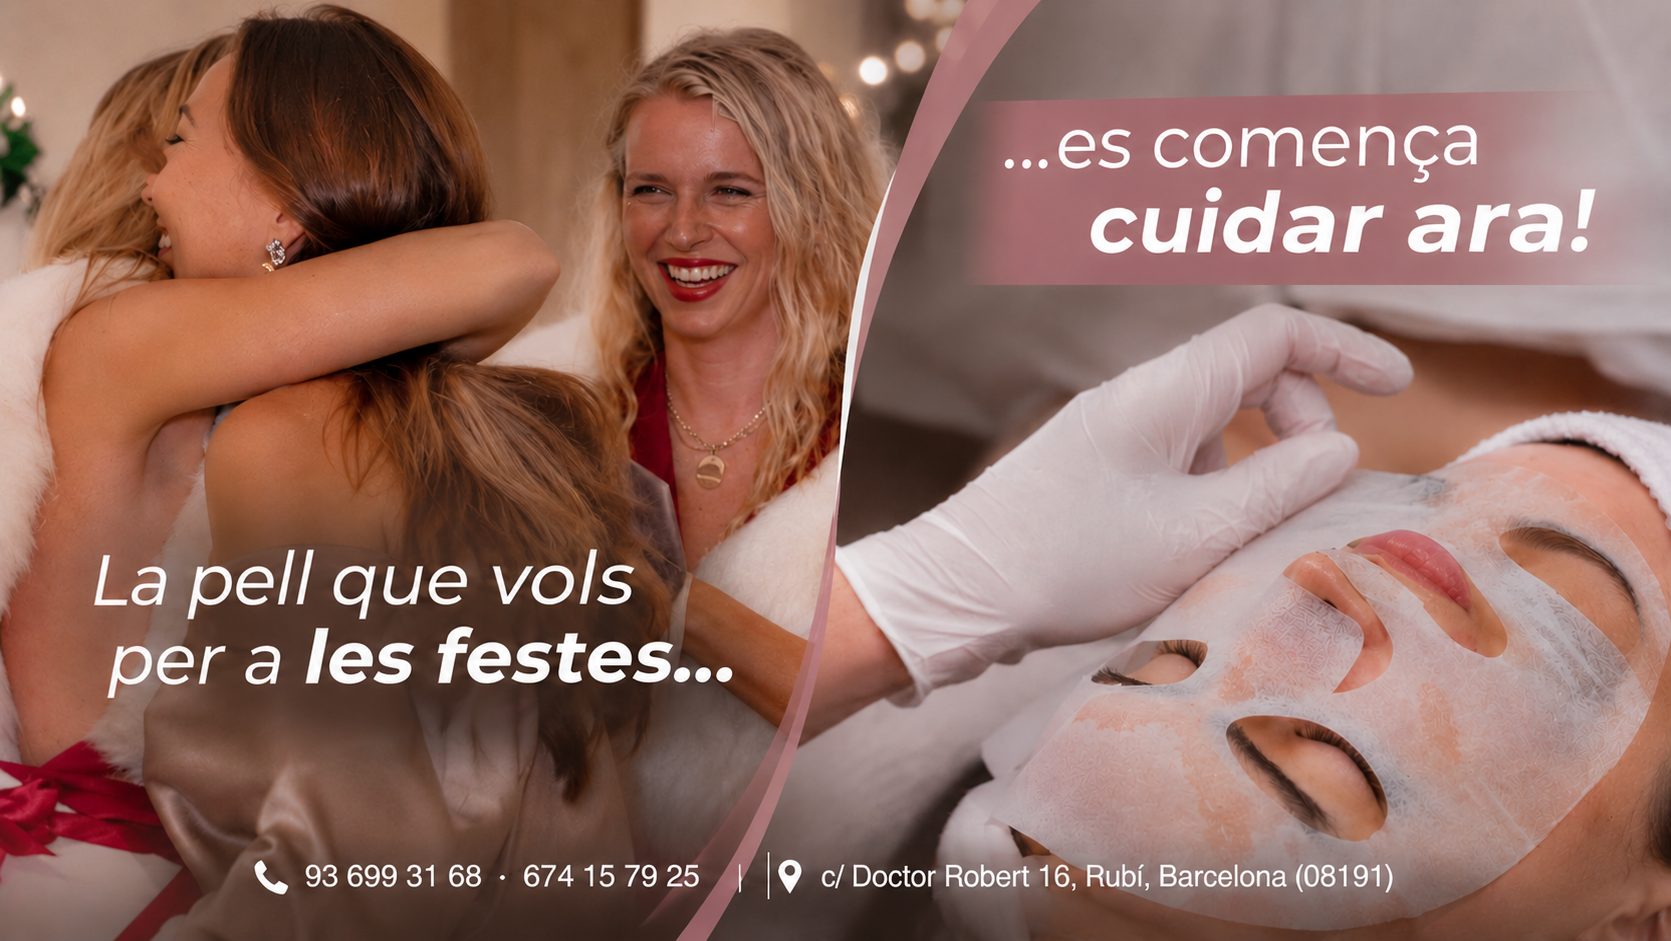 La pell que vols
per a les festes...
...es comença
cuidar ara!
93 699 31 68 · 674 15 79 25 | c/ Doctor Robert 16, Rubí, Barcelona (08191)